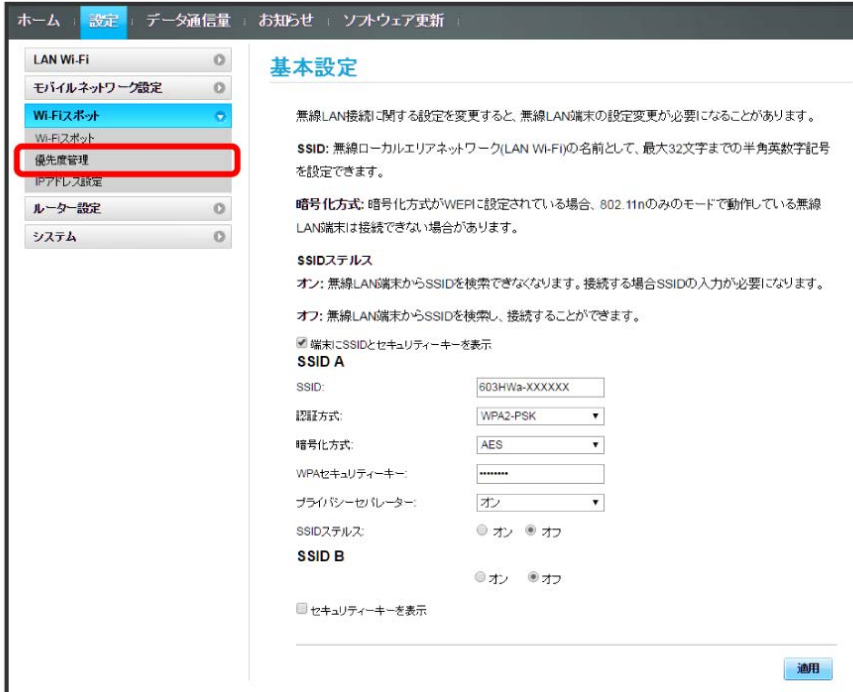 ホーム 設定 データ通信量 お知らせ ソフトウェア更新
LAN Wi-Fi
モバイルネットワーク設定
Wi-Fiスポット
Wi-Fiスポット
優先度管理
IPアドレス設定
ルーター設定
システム
基本設定
無線LAN接続に関する設定を変更すると、無線LAN端末の設定変更が必要になることがあります。
SSID: 無線ローカルエリアネットワーク(LAN Wi-Fi)の名前として、最大32文字までの半角英数字記号
を設定できます。
暗号化方式: 暗号化方式がWEPに設定されている場合、802.11nのみのモードで動作している無線
LAN端末は接続できない場合があります。
SSIDステルス
オン: 無線LAN端末からSSIDを検索できなくなります。接続する場合SSIDの入力が必要になります。
オフ: 無線LAN端末からSSIDを検索し、接続することができます。
端末にSSIDとセキュリティーキーを表示
SSID A
SSID: 603HWa-XXXXXX
認証方式: WPA2-PSK
暗号化方式: AES
WPAセキュリティーキー: ••••••••
プライバシーセパレーター: オン
SSIDステルス: オン オフ
SSID B
オン オフ
セキュリティーキーを表示
適用